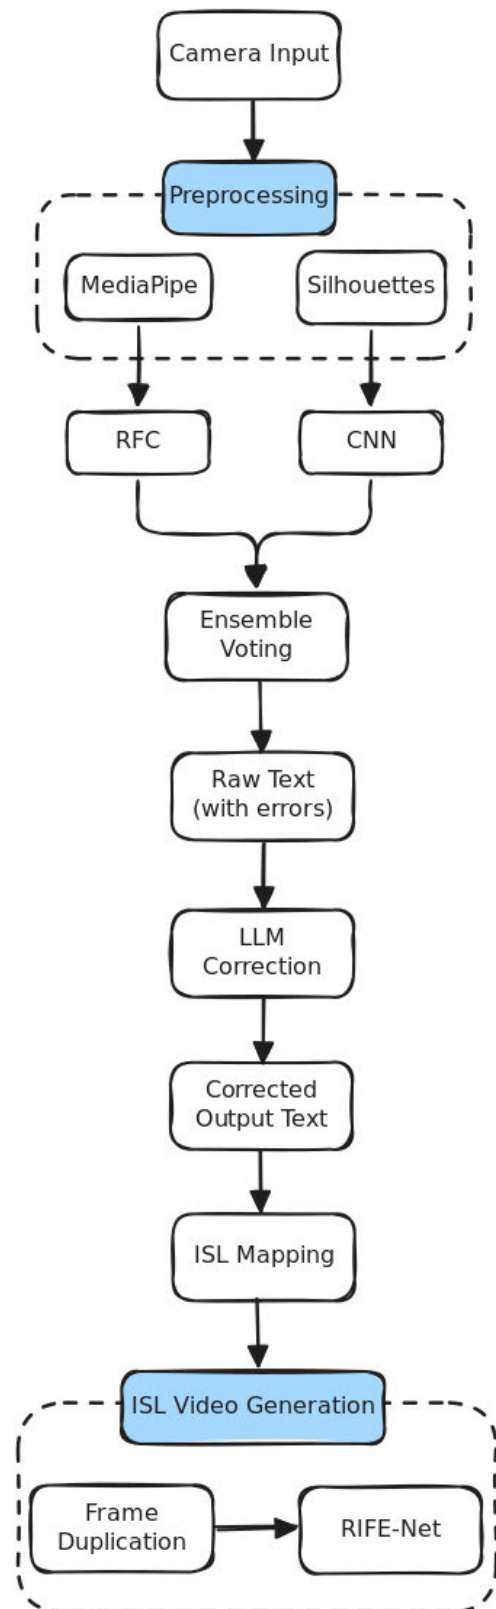 Camera Input
Preprocessing
MediaPipe
Silhouettes
RFC
CNN
Ensemble
Voting
Raw Text
(with errors)
LLM
Correction
Corrected
Output Text
ISL Mapping
ISL Video Generation
Frame
Duplication
RIFE-Net